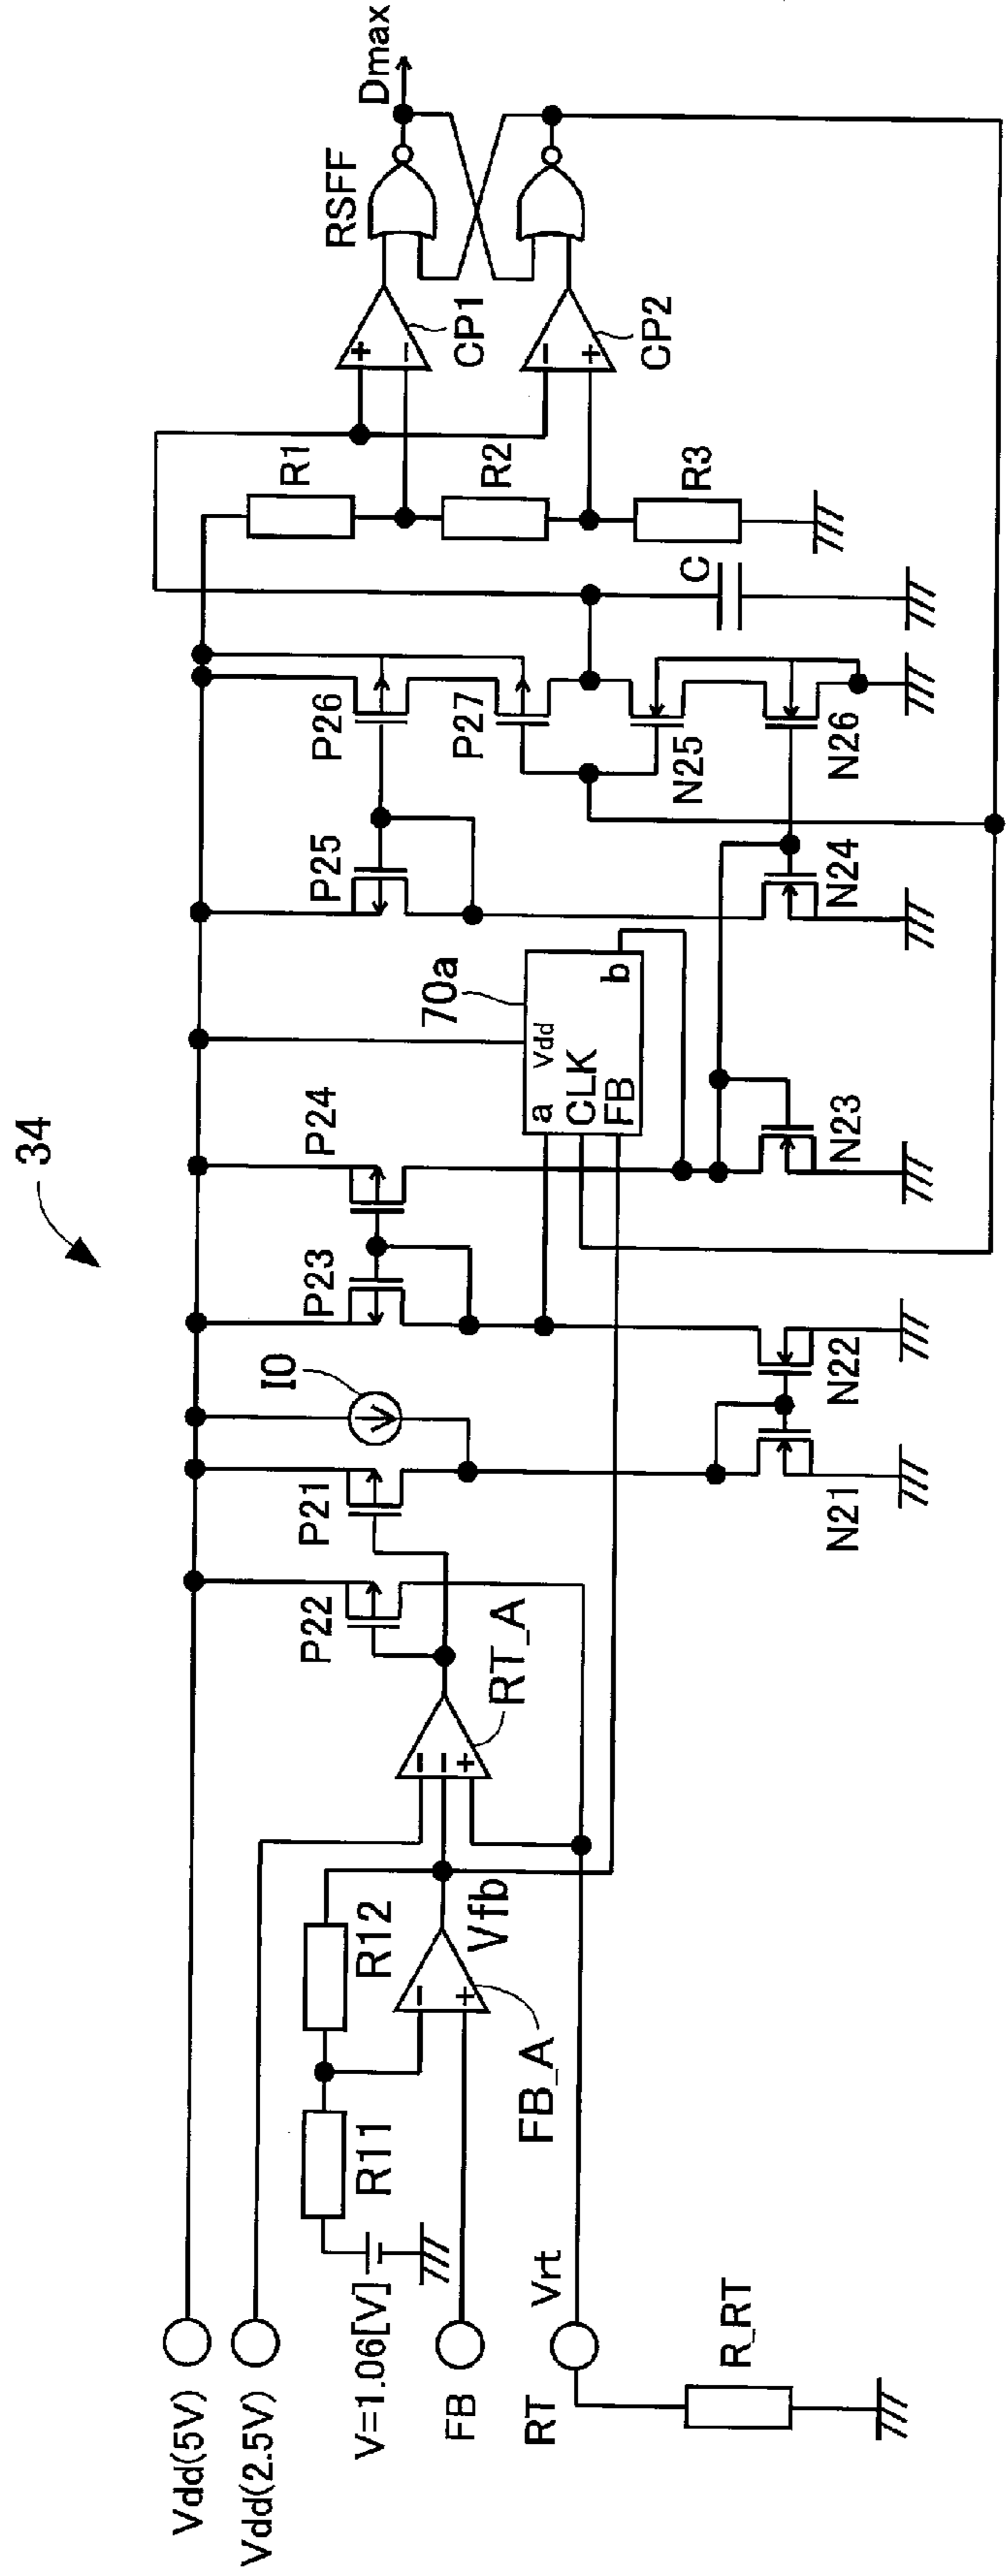 34
Vdd(5V)
Vdd(2.5V)
V=1.06[V]
FB
RT
Vrt
R_RT
R11
R12
FB_A
Vfb
RT_A
P22
P21
I0
P23
P24
N21
N22
N23
70a
a
Vdd
CLK
FB
b
P25
P26
P27
N24
N25
N26
C
R1
R2
R3
+
−
CP1
−
+
CP2
RSFF
Dmax
−
+
−
−
+